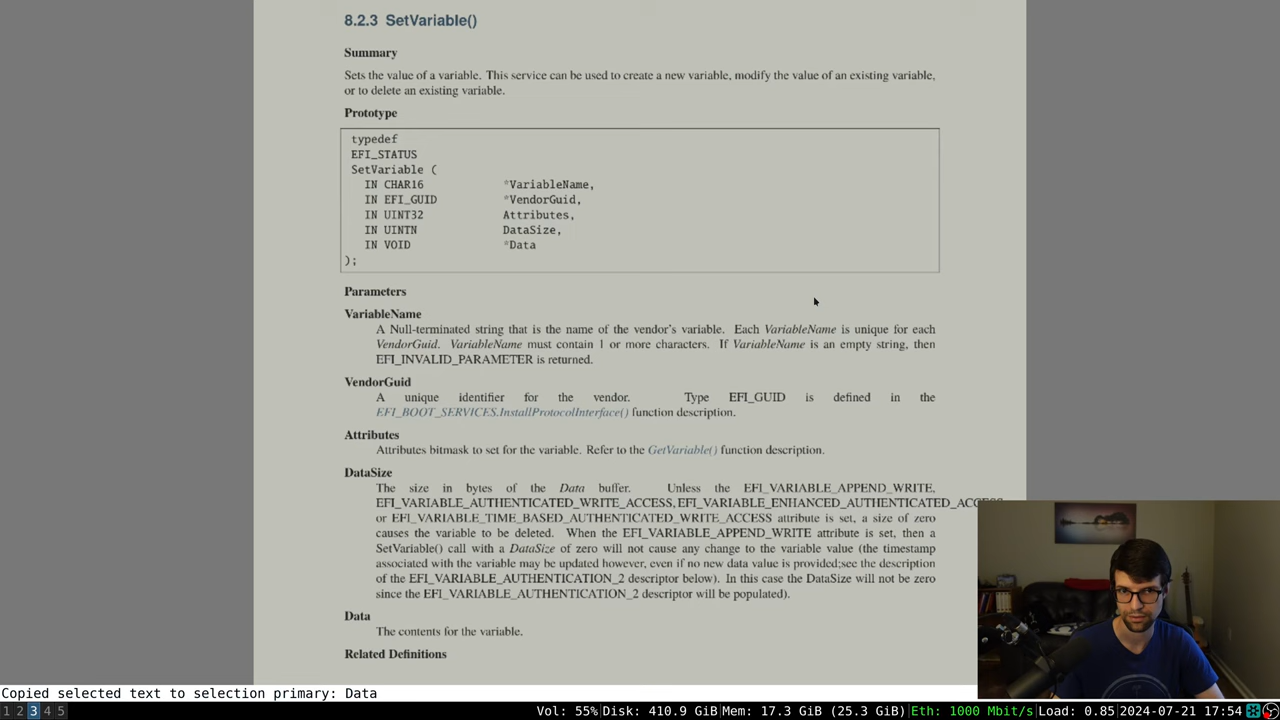 8.2.3 SetVariable()
Summary
Sets the value of a variable. This service can be used to create a new variable, modify the value of an existing variable,
or to delete an existing variable.
Prototype
typedef
EFI_STATUS
SetVariable (
IN CHAR16 *VariableName,
IN EFI_GUID *VendorGuid,
IN UINT32 Attributes,
IN UINTN DataSize,
IN VOID *Data
);
Parameters
VariableName
A Null-terminated string that is the name of the vendor's variable. Each VariableName is unique for each
VendorGuid. VariableName must contain 1 or more characters. If VariableName is an empty string, then
EFI_INVALID_PARAMETER is returned.
VendorGuid
A unique identifier for the vendor. Type EFI_GUID is defined in the
EFI_BOOT_SERVICES.InstallProtocolInterface() function description.
Attributes
Attributes bitmask to set for the variable. Refer to the GetVariable() function description.
DataSize
The size in bytes of the Data buffer. Unless the EFI_VARIABLE_APPEND_WRITE,
EFI_VARIABLE_AUTHENTICATED_WRITE_ACCESS,EFI_VARIABLE_ENHANCED_AUTHENTICATED_ACCESS,
or EFI_VARIABLE_TIME_BASED_AUTHENTICATED_WRITE_ACCESS attribute is set, a size of zero
causes the variable to be deleted. When the EFI_VARIABLE_APPEND_WRITE attribute is set, then a
SetVariable() call with a DataSize of zero will not cause any change to the variable value (the timestamp
associated with the variable may be updated however, even if no new data value is provided;see the description
of the EFI_VARIABLE_AUTHENTICATION_2 descriptor below). In this case the DataSize will not be zero
since the EFI_VARIABLE_AUTHENTICATION_2 descriptor will be populated).
Data
The contents for the variable.
Related Definitions
Copied selected text to selection primary: Data
1 2 3 4 5 Vol: 55%|Disk: 410.9 GiB|Mem: 17.3 GiB (25.3 GiB)|Eth: 1000 Mbit/s|Load: 0.85|2024-07-21 17:54